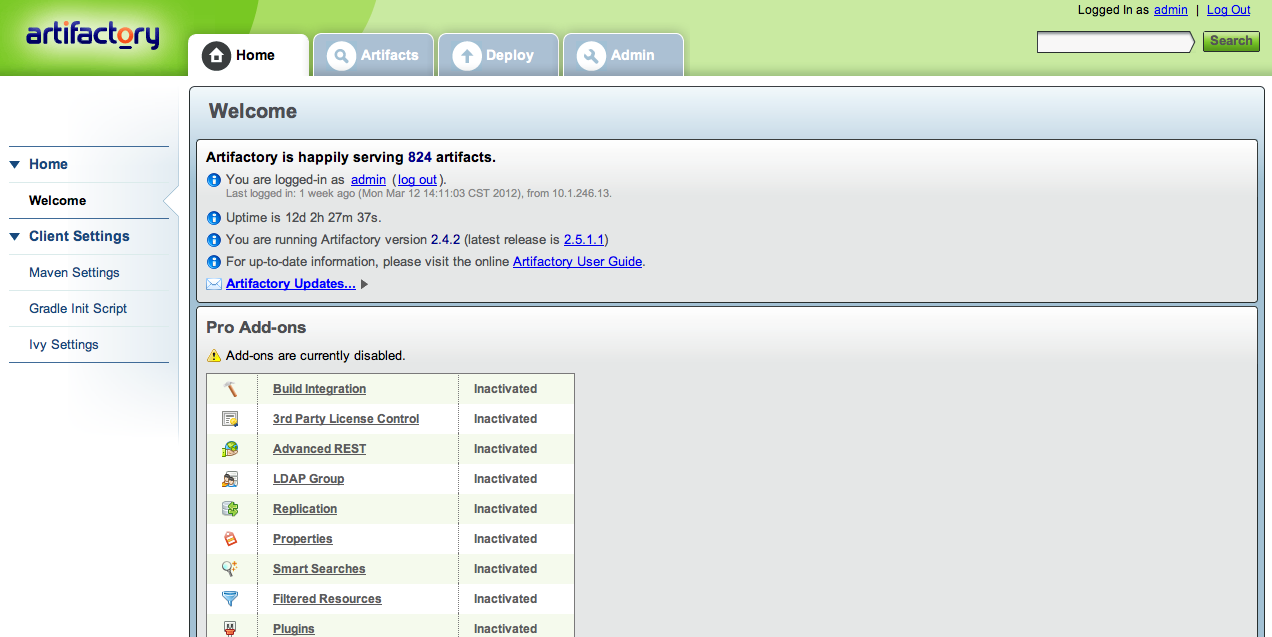 Logged In as admin | Log Out
artifactory
Home
Artifacts
Deploy
Admin
Search
Home
Welcome
Client Settings
Maven Settings
Gradle Init Script
Ivy Settings
Welcome
Artifactory is happily serving 824 artifacts.
You are logged-in as admin (log out).
Last logged in: 1 week ago (Mon Mar 12 14:11:03 CST 2012), from 10.1.246.13.
Uptime is 12d 2h 27m 37s.
You are running Artifactory version 2.4.2 (latest release is 2.5.1.1)
For up-to-date information, please visit the online Artifactory User Guide.
Artifactory Updates...
Pro Add-ons
Add-ons are currently disabled.
Build Integration Inactivated
3rd Party License Control Inactivated
Advanced REST Inactivated
LDAP Group Inactivated
Replication Inactivated
Properties Inactivated
Smart Searches Inactivated
Filtered Resources Inactivated
Plugins Inactivated